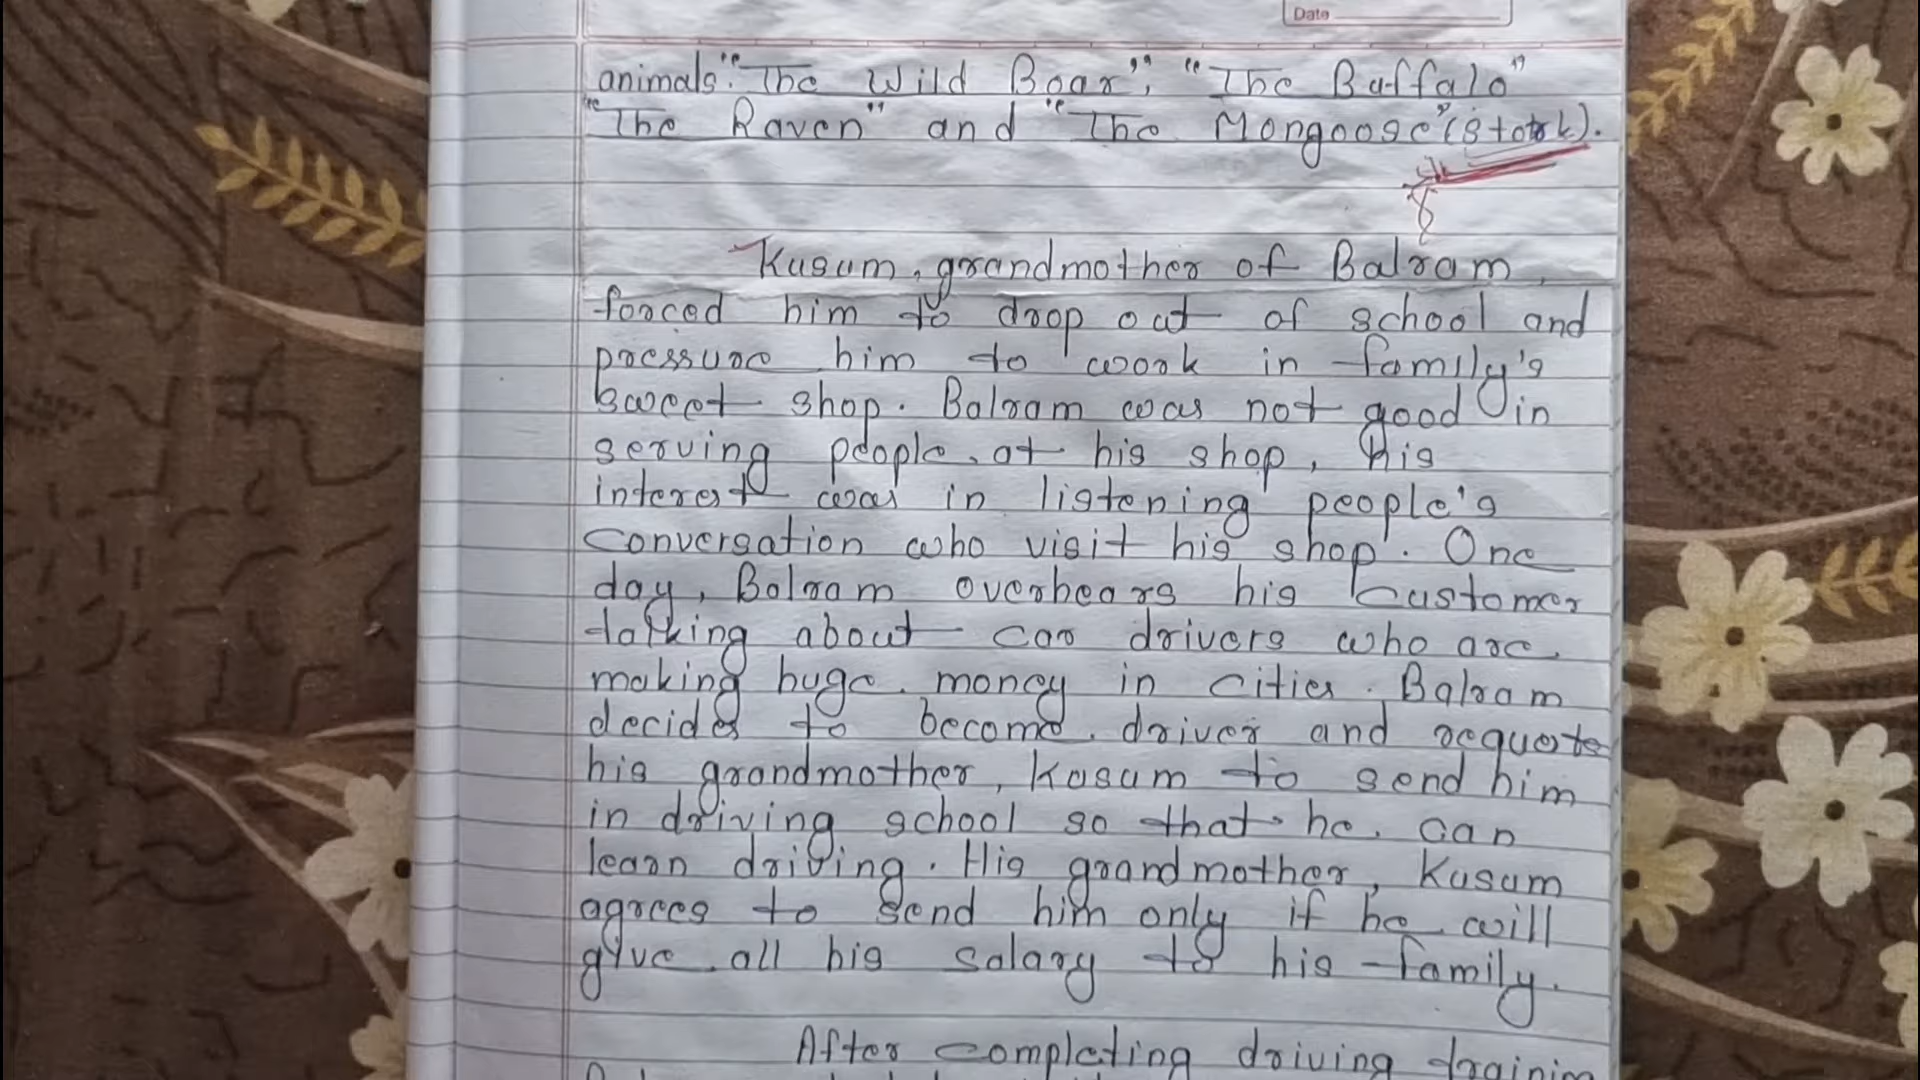 Date
animals. "The Wild Boar", "The Buffalo"
"The Raven" and "The Mongoose" (Stork).
8
Kusum, grandmother of Balram,
forced him to drop out of school and
pressure him to work in family's
sweet shop. Balram was not good in
serving people at his shop, his
interest was in listening people's
conversation who visit his shop. One
day, Balram overhears his customer
talking about car drivers who are
making huge money in cities. Balram
decides to become driver and requests
his grandmother, Kusum to send him
in driving school so that he can
learn driving. His grandmother, Kusum
agrees to send him only if he will
give all his salary to his family.
After completing driving